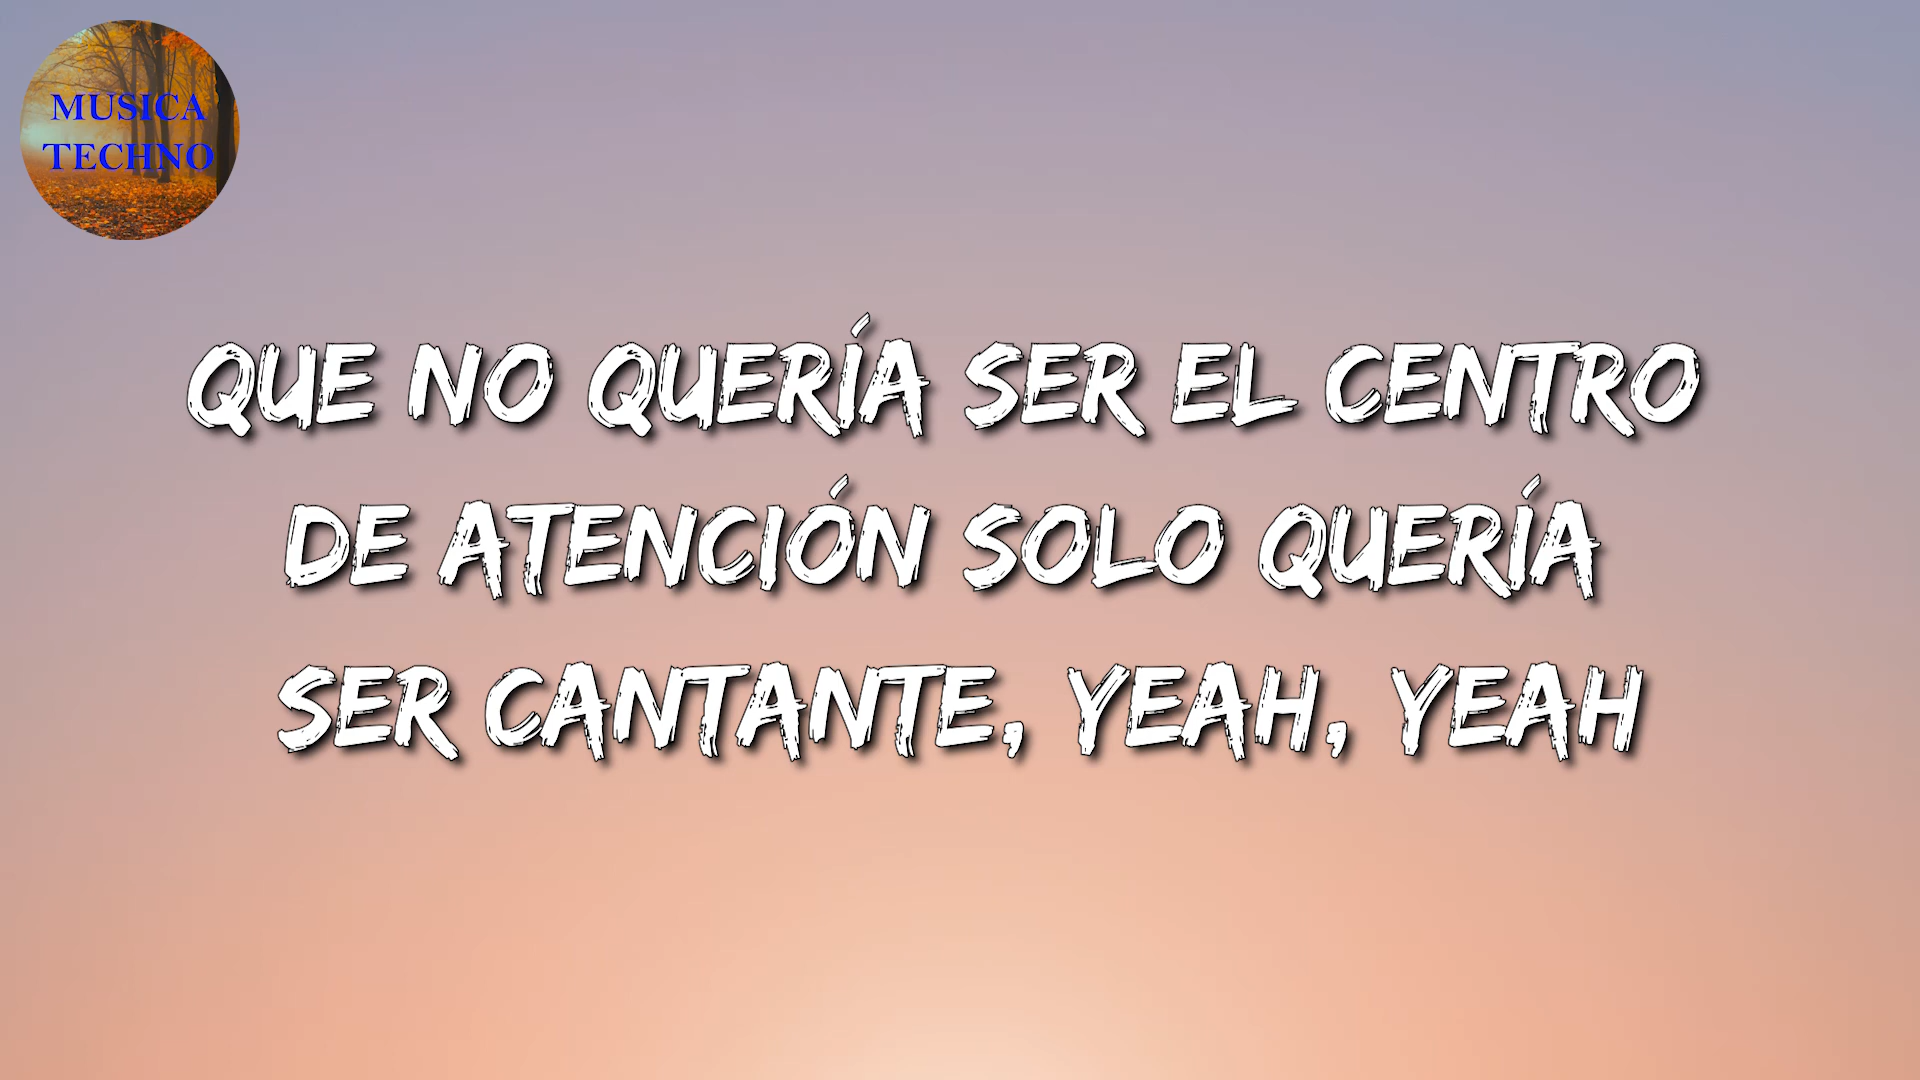 MUSICA
TECHNO
QUE NO QUERÍA SER EL CENTRO
DE ATENCIÓN SOLO QUERÍA
SER CANTANTE, YEAH, YEAH